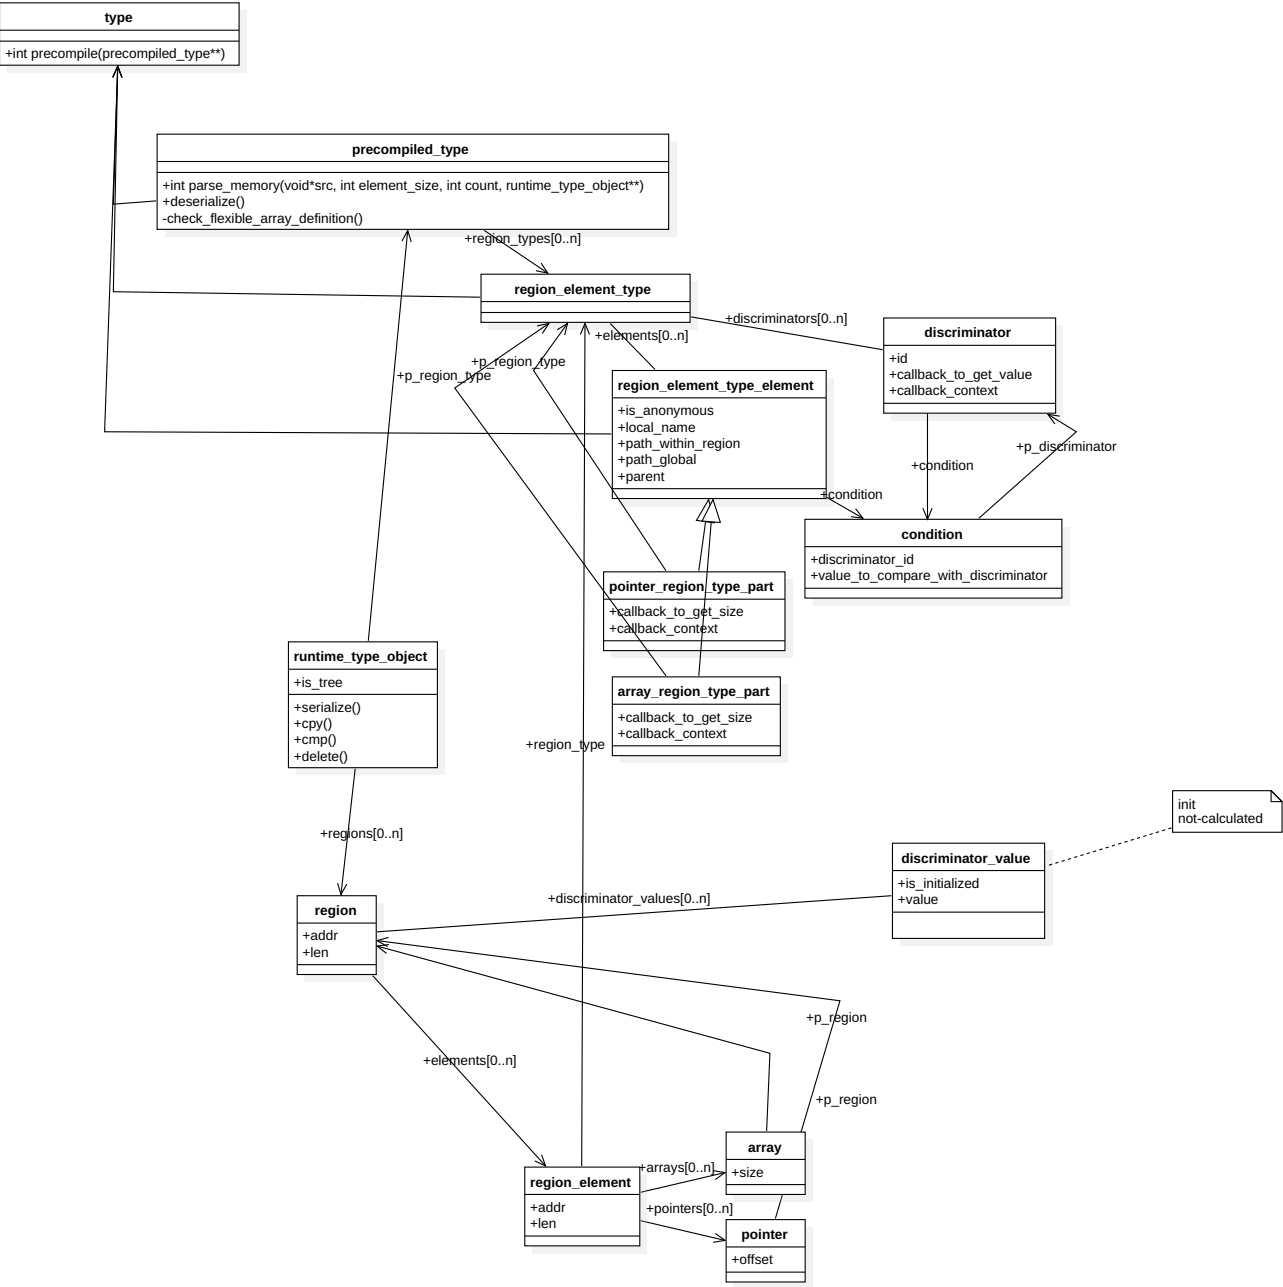 type
+int precompile(precompiled_type**)
precompiled_type
+int parse_memory(void*src, int element_size, int count, runtime_type_object**)
+deserialize()
-check_flexible_array_definition()
+region_types[0..n]
region_element_type
+discriminators[0..n]
+elements[0..n]
discriminator
+id
+callback_to_get_value
+callback_context
+p_region_type
+p_region_type
region_element_type_element
+is_anonymous
+local_name
+path_within_region
+path_global
+parent
+p_discriminator
+condition
+condition
condition
+discriminator_id
+value_to_compare_with_discriminator
pointer_region_type_part
+callback_to_get_size
+callback_context
runtime_type_object
+is_tree
+serialize()
+cpy()
+cmp()
+delete()
array_region_type_part
+callback_to_get_size
+callback_context
+region_type
init
not-calculated
+regions[0..n]
discriminator_value
+is_initialized
+value
+discriminator_values[0..n]
region
+addr
+len
+p_region
+elements[0..n]
+p_region
array
+size
+arrays[0..n]
region_element
+addr
+len
+pointers[0..n]
pointer
+offset